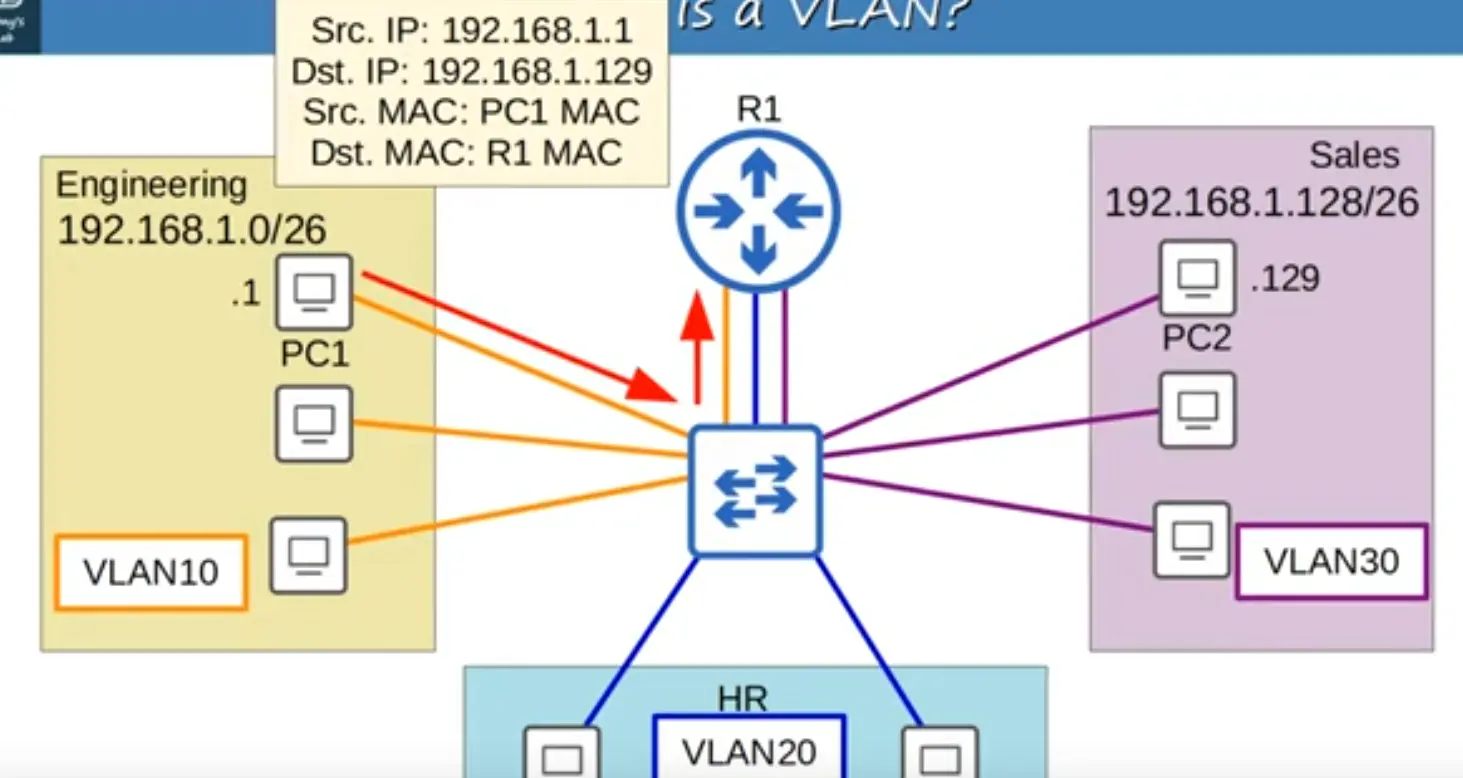 is a VLAN?
Src. IP: 192.168.1.1
Dst. IP: 192.168.1.129
Src. MAC: PC1 MAC
Dst. MAC: R1 MAC
R1
Engineering
192.168.1.0/26
.1
PC1
VLAN10
Sales
192.168.1.128/26
.129
PC2
VLAN30
HR
VLAN20